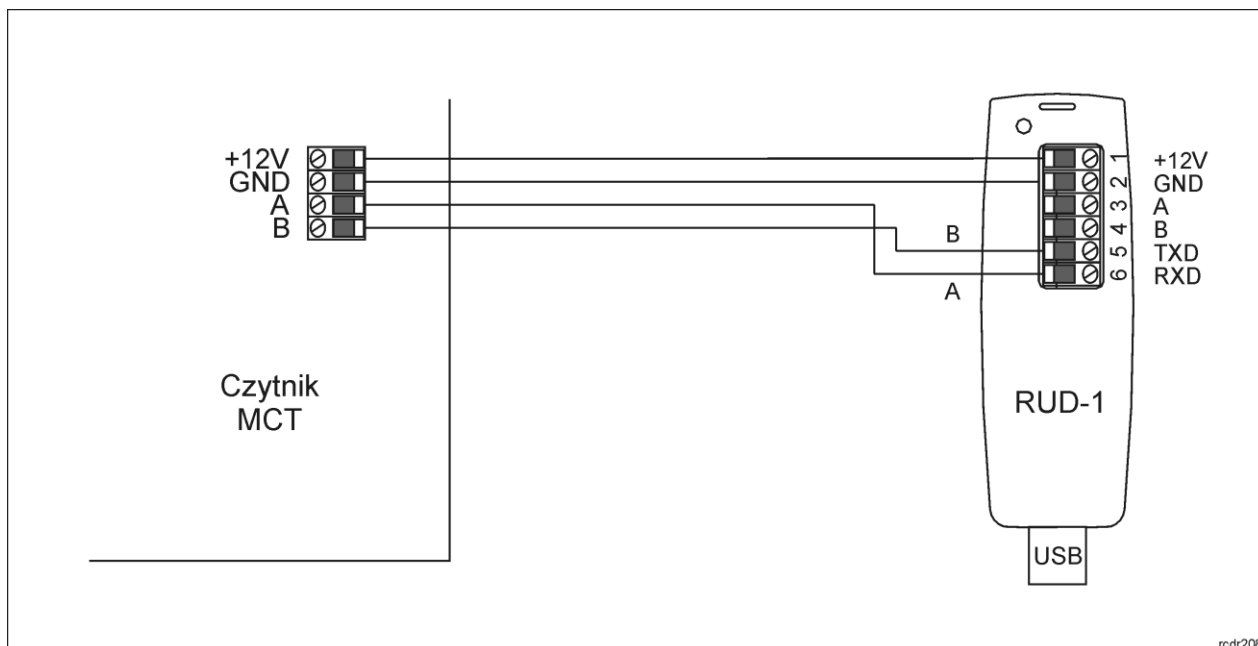 +12V
GND
A
B
Czytnik
MCT
B
A
1 +12V
2 GND
3 A
4 B
5 TXD
6 RXD
RUD-1
USB